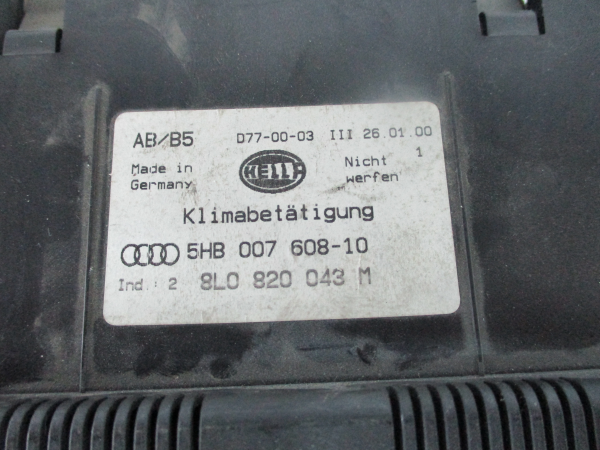 AB/B5 D77-00-03 III 26.01.00
Made in Germany HELLA Nicht werfen 1
Klimabetätigung
5HB 007 608-10
Ind.: 2 8L0 820 043 M